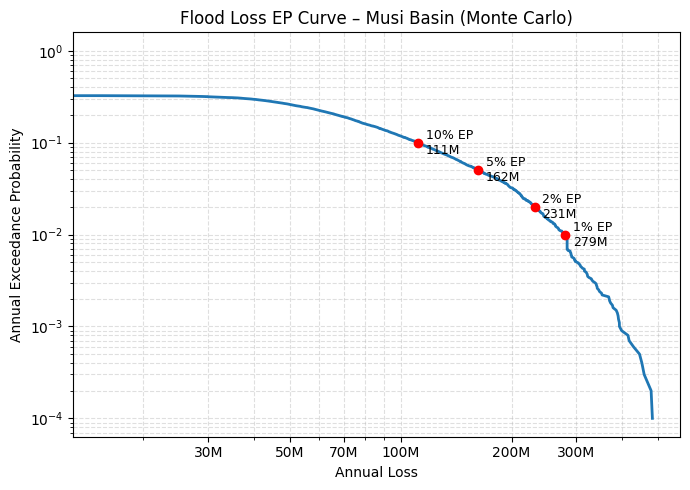 Flood Loss EP Curve – Musi Basin (Monte Carlo)
Annual Exceedance Probability
10⁰
10⁻¹
10⁻²
10⁻³
10⁻⁴
10% EP
111M
5% EP
162M
2% EP
231M
1% EP
279M
30M
50M
70M
100M
200M
300M
Annual Loss